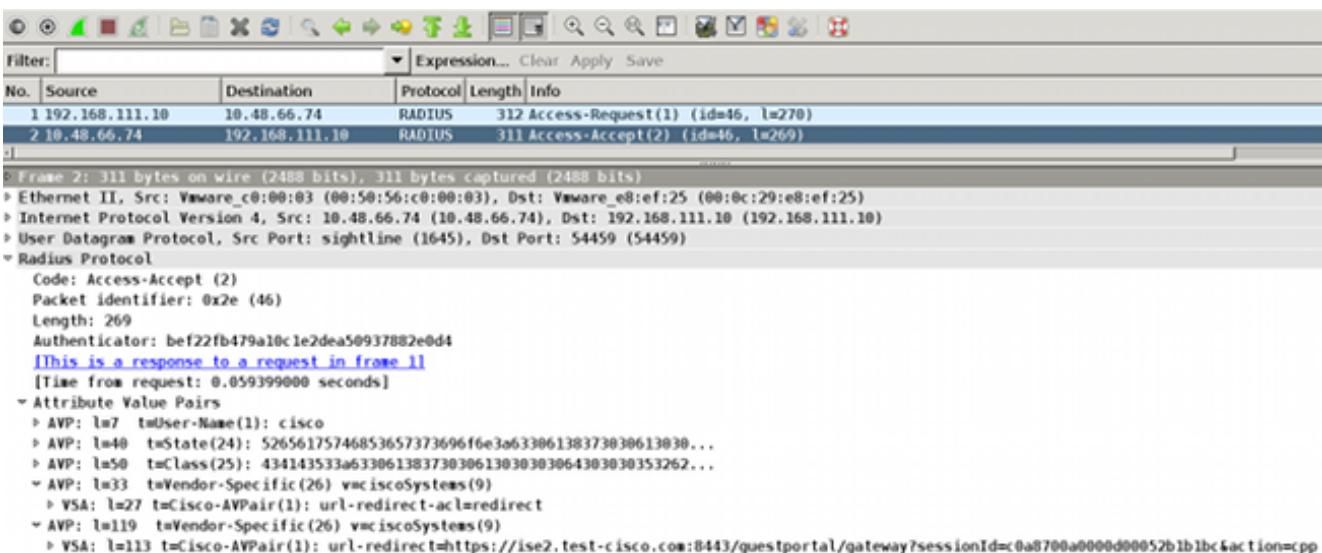 Filter: Expression... Clear Apply Save
No. Source Destination Protocol Length Info
1 192.168.111.10 10.48.66.74 RADIUS 312 Access-Request(1) (id=46, l=270)
2 10.48.66.74 192.168.111.10 RADIUS 311 Access-Accept(2) (id=46, l=269)
Frame 2: 311 bytes on wire (2488 bits), 311 bytes captured (2488 bits)
Ethernet II, Src: Vmware_c0:00:03 (00:50:56:c0:00:03), Dst: Vmware_e8:ef:25 (00:0c:29:e8:ef:25)
Internet Protocol Version 4, Src: 10.48.66.74 (10.48.66.74), Dst: 192.168.111.10 (192.168.111.10)
User Datagram Protocol, Src Port: sightline (1645), Dst Port: 54459 (54459)
Radius Protocol
Code: Access-Accept (2)
Packet identifier: 0x2e (46)
Length: 269
Authenticator: bef22fb479a10c1e2dea50937882e0d4
[This is a response to a request in frame 1]
[Time from request: 0.059399000 seconds]
Attribute Value Pairs
AVP: l=7 t=User-Name(1): cisco
AVP: l=40 t=State(24): 52656175746853657373696f6e3a63306138373030613030...
AVP: l=50 t=Class(25): 434143533a63306138373030613030303064303030353262...
AVP: l=33 t=Vendor-Specific(26) v=ciscoSystems(9)
VSA: l=27 t=Cisco-AVPair(1): url-redirect-acl=redirect
AVP: l=119 t=Vendor-Specific(26) v=ciscoSystems(9)
VSA: l=113 t=Cisco-AVPair(1): url-redirect=https://ise2.test-cisco.com:8443/guestportal/gateway?sessionId=c0a8700a0000d00052b1b1bc&action=cpp